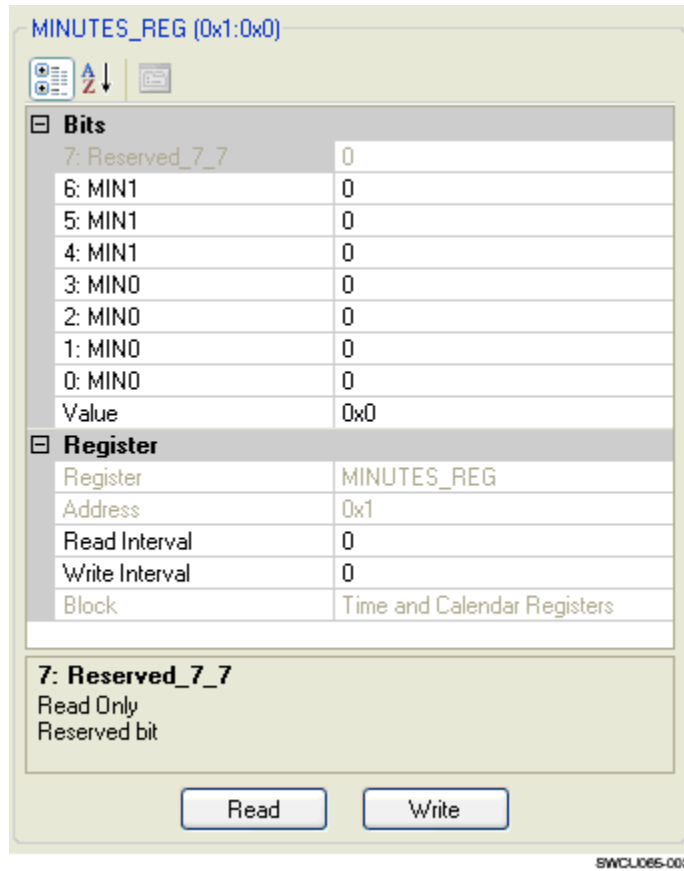 MINUTES_REG (0x1:0x0)
Bits
7: Reserved_7_7 0
6: MIN1 0
5: MIN1 0
4: MIN1 0
3: MIN0 0
2: MIN0 0
1: MIN0 0
0: MIN0 0
Value 0x0
Register
Register MINUTES_REG
Address 0x1
Read Interval 0
Write Interval 0
Block Time and Calendar Registers
7: Reserved_7_7
Read Only
Reserved bit
Read Write